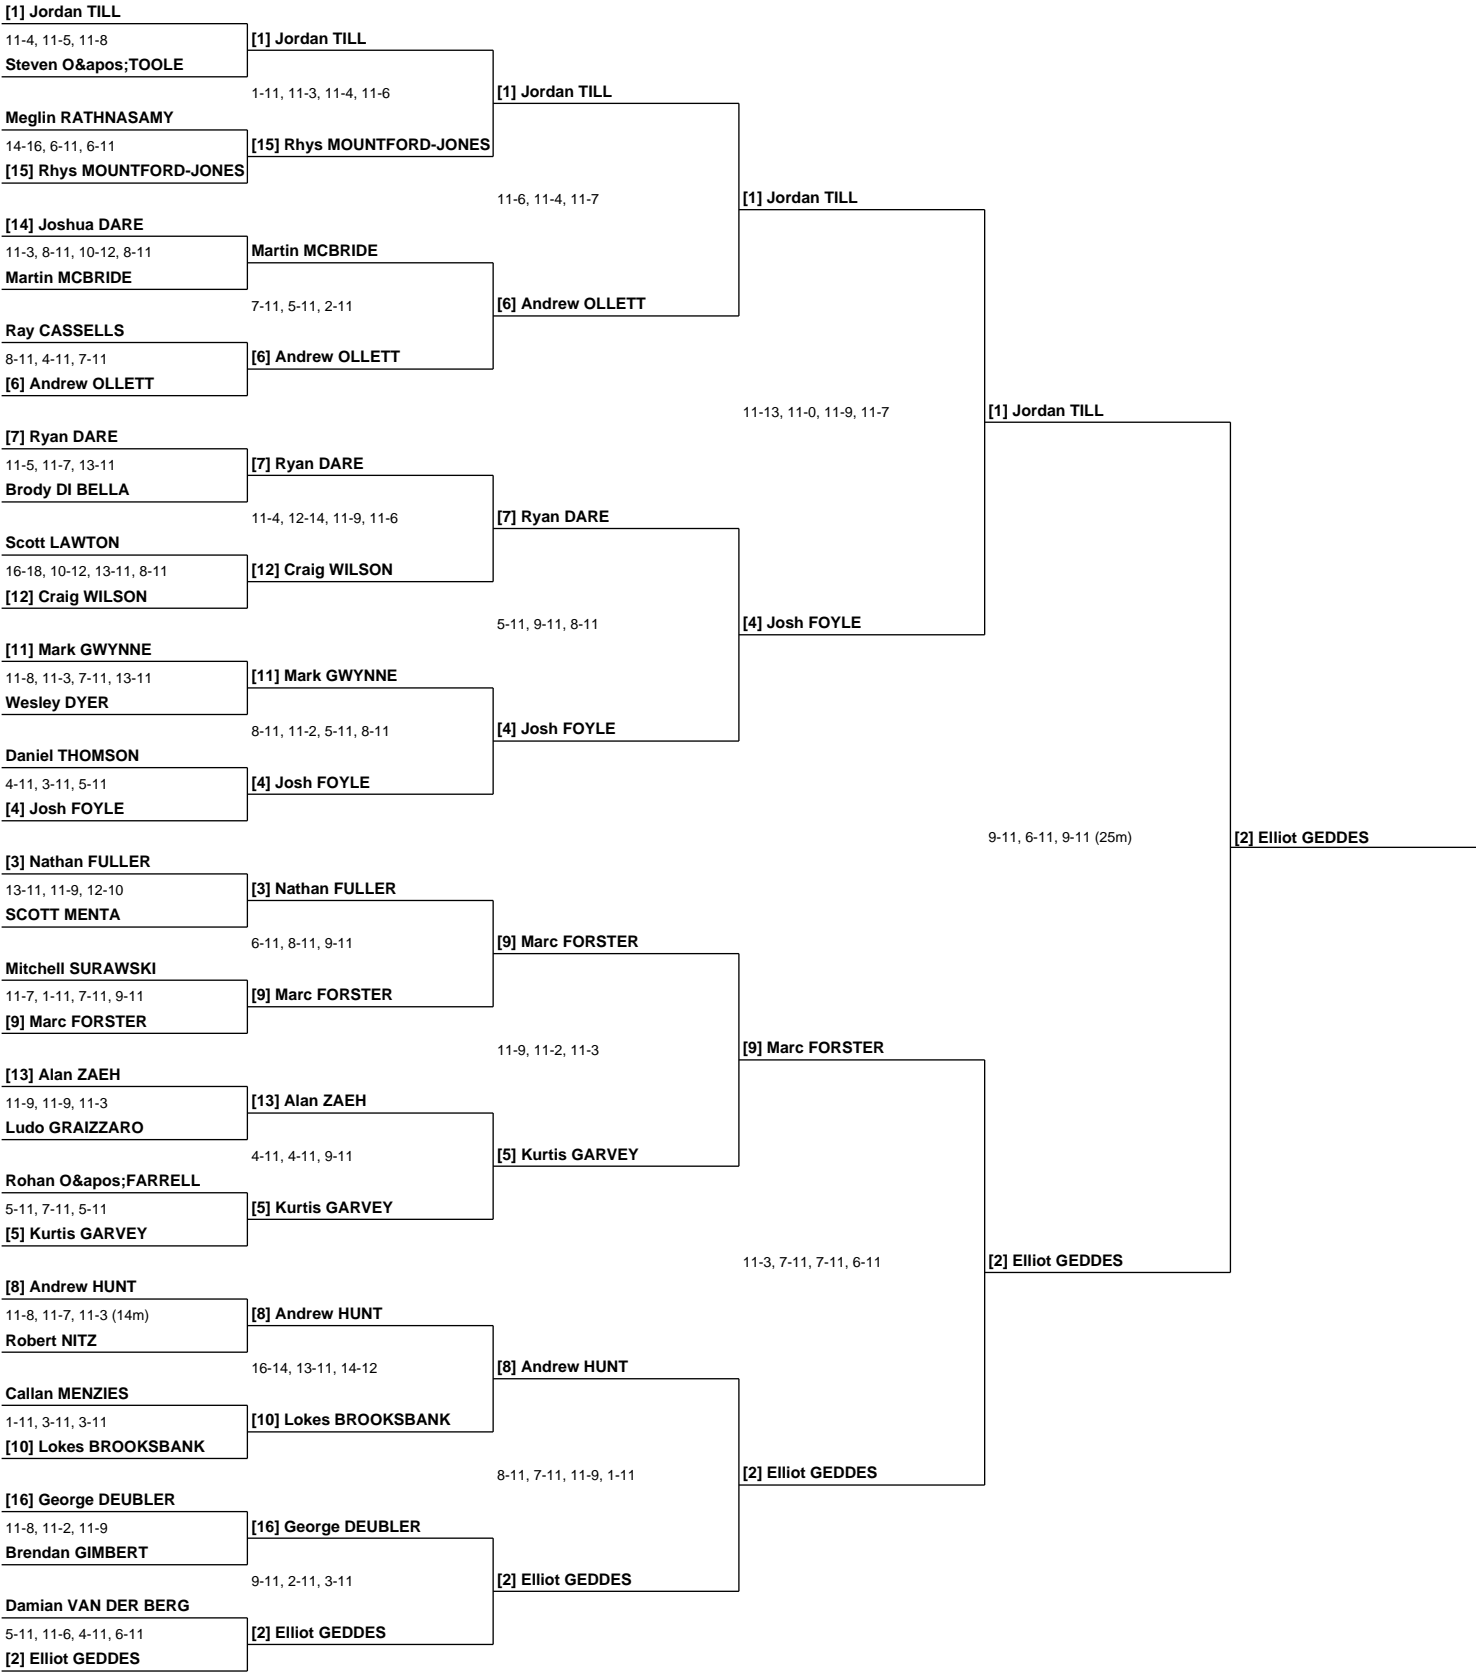 [1] Jordan TILL
11-4, 11-5, 11-8
[1] Jordan TILL
Steven O&apos;TOOLE
1-11, 11-3, 11-4, 11-6
[1] Jordan TILL
Meglin RATHNASAMY
14-16, 6-11, 6-11
[15] Rhys MOUNTFORD-JONES
[15] Rhys MOUNTFORD-JONES
11-6, 11-4, 11-7
[1] Jordan TILL
[14] Joshua DARE
11-3, 8-11, 10-12, 8-11
Martin MCBRIDE
Martin MCBRIDE
7-11, 5-11, 2-11
[6] Andrew OLLETT
Ray CASSELLS
8-11, 4-11, 7-11
[6] Andrew OLLETT
[6] Andrew OLLETT
11-13, 11-0, 11-9, 11-7
[1] Jordan TILL
[7] Ryan DARE
11-5, 11-7, 13-11
[7] Ryan DARE
Brody DI BELLA
11-4, 12-14, 11-9, 11-6
[7] Ryan DARE
Scott LAWTON
16-18, 10-12, 13-11, 8-11
[12] Craig WILSON
[12] Craig WILSON
5-11, 9-11, 8-11
[4] Josh FOYLE
[11] Mark GWYNNE
11-8, 11-3, 7-11, 13-11
[11] Mark GWYNNE
Wesley DYER
8-11, 11-2, 5-11, 8-11
[4] Josh FOYLE
Daniel THOMSON
4-11, 3-11, 5-11
[4] Josh FOYLE
[4] Josh FOYLE
9-11, 6-11, 9-11 (25m)
[2] Elliot GEDDES
[3] Nathan FULLER
13-11, 11-9, 12-10
[3] Nathan FULLER
SCOTT MENTA
6-11, 8-11, 9-11
[9] Marc FORSTER
Mitchell SURAWSKI
11-7, 1-11, 7-11, 9-11
[9] Marc FORSTER
[9] Marc FORSTER
11-9, 11-2, 11-3
[9] Marc FORSTER
[13] Alan ZAEH
11-9, 11-9, 11-3
[13] Alan ZAEH
Ludo GRAIZZARO
4-11, 4-11, 9-11
[5] Kurtis GARVEY
Rohan O&apos;FARRELL
5-11, 7-11, 5-11
[5] Kurtis GARVEY
[5] Kurtis GARVEY
11-3, 7-11, 7-11, 6-11
[2] Elliot GEDDES
[8] Andrew HUNT
11-8, 11-7, 11-3 (14m)
[8] Andrew HUNT
Robert NITZ
16-14, 13-11, 14-12
[8] Andrew HUNT
Callan MENZIES
1-11, 3-11, 3-11
[10] Lokes BROOKSBANK
[10] Lokes BROOKSBANK
8-11, 7-11, 11-9, 1-11
[2] Elliot GEDDES
[16] George DEUBLER
11-8, 11-2, 11-9
[16] George DEUBLER
Brendan GIMBERT
9-11, 2-11, 3-11
[2] Elliot GEDDES
Damian VAN DER BERG
5-11, 11-6, 4-11, 6-11
[2] Elliot GEDDES
[2] Elliot GEDDES